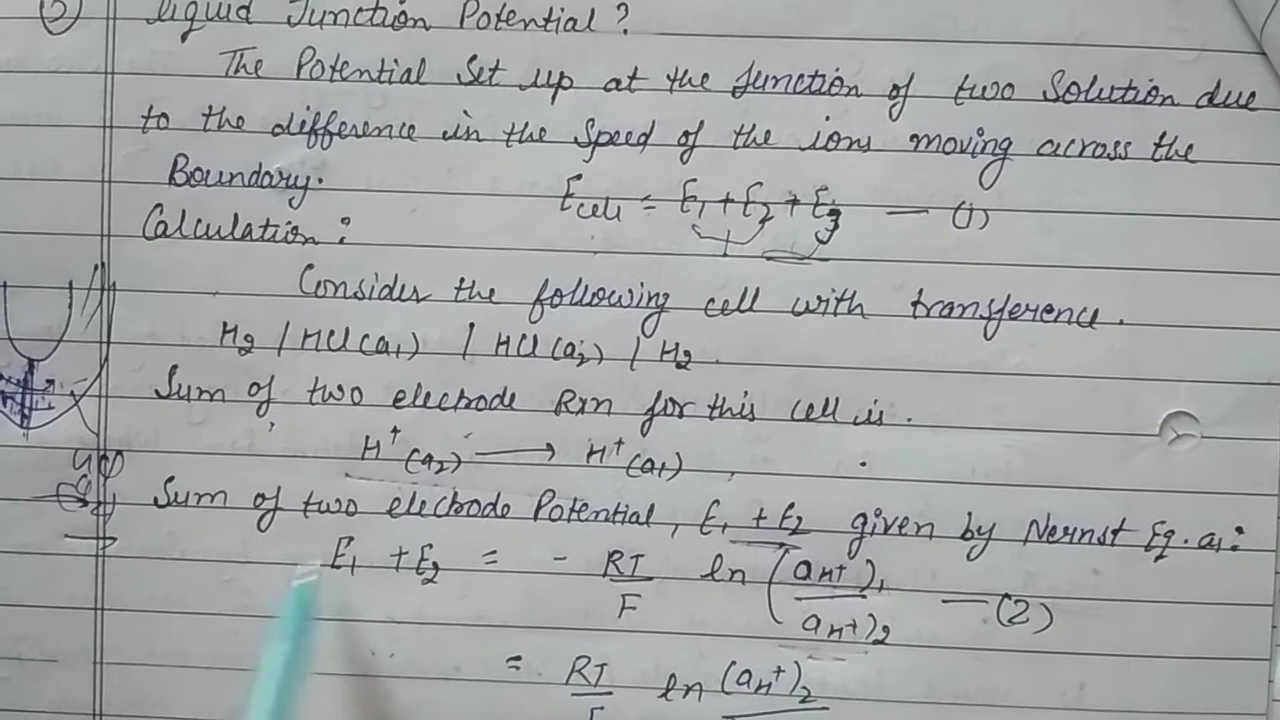 ③ liquid Junction Potential?
The Potential Set up at the junction of two Solution due
to the difference in the Speed of the ions moving across the
Boundary.
Ecell = E₁ + E₂ + E₃ — (1)
Calculation:
Consider the following cell with transference.
H₂ / HCl (a₁) / HCl (a₂) / H₂.
Sum of two electrode Rxn for this cell is.
H⁺(a₂) ⟶ H⁺(a₁)
Sum of two electrode Potential, E₁ + E₂ given by Nernst Eq. as:
E₁ + E₂ = - RT/F ln (aH⁺)₁/(aH⁺)₂ — (2)
= RT/F ln (aH⁺)₂